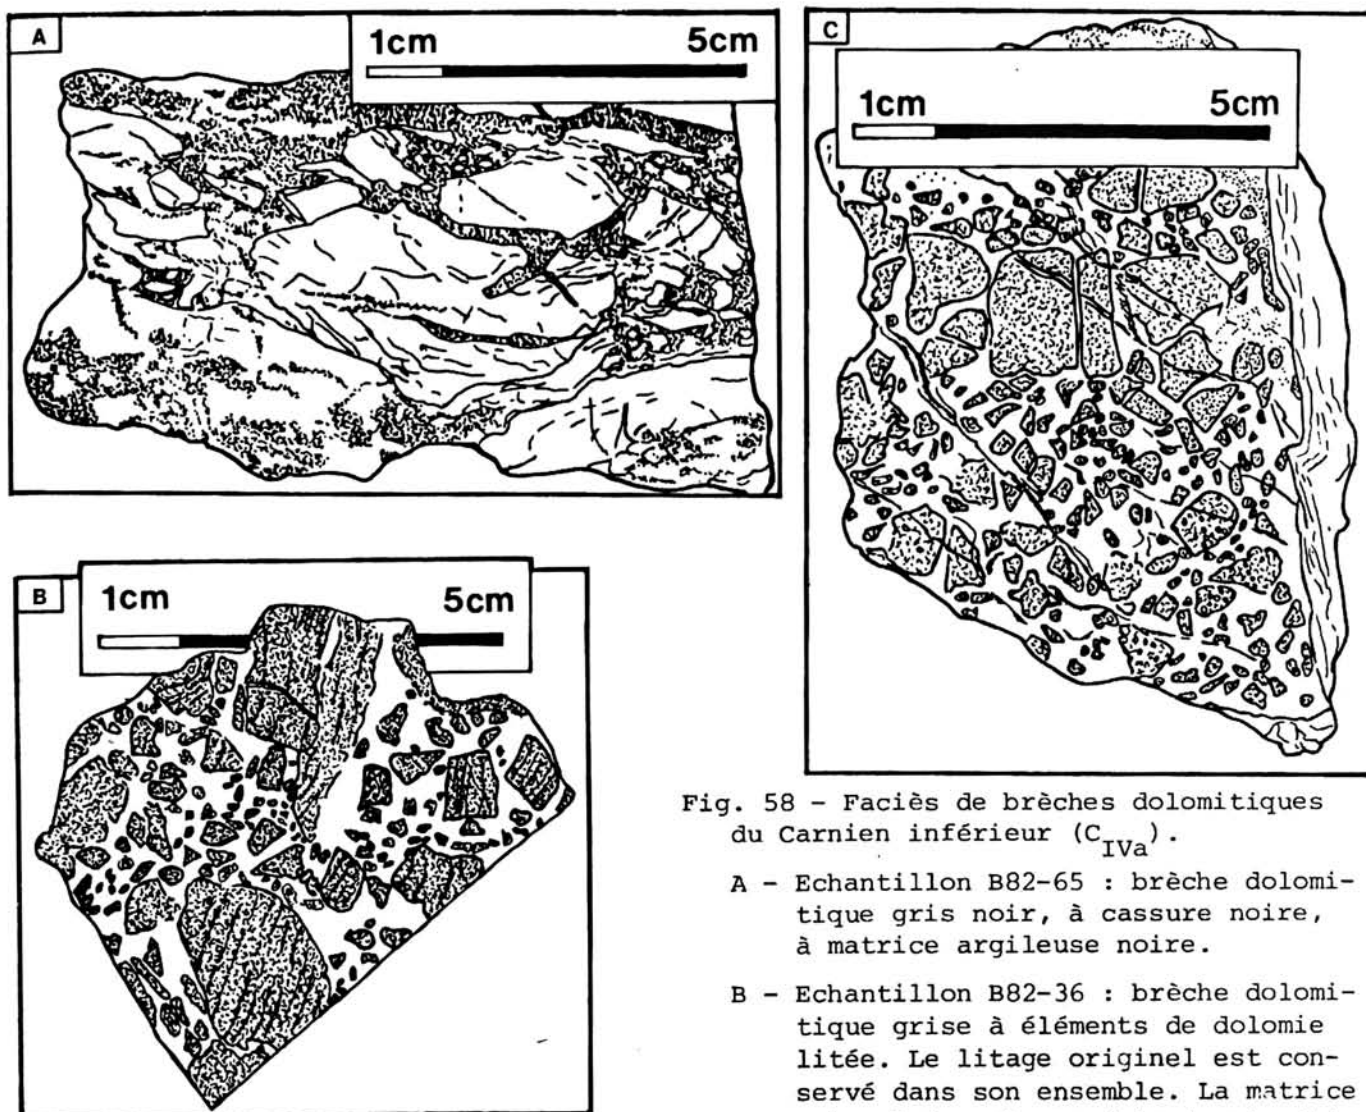 A
1cm 5cm
C
1cm 5cm
B
1cm 5cm
Fig. 58 - Faciès de brèches dolomitiques
du Carnien inférieur (C_IVa).
A - Echantillon B82-65 : brèche dolomi-
tique gris noir, à cassure noire,
à matrice argileuse noire.
B - Echantillon B82-36 : brèche dolomi-
tique grise à éléments de dolomie
litée. Le litage originel est con-
servé dans son ensemble. La matrice